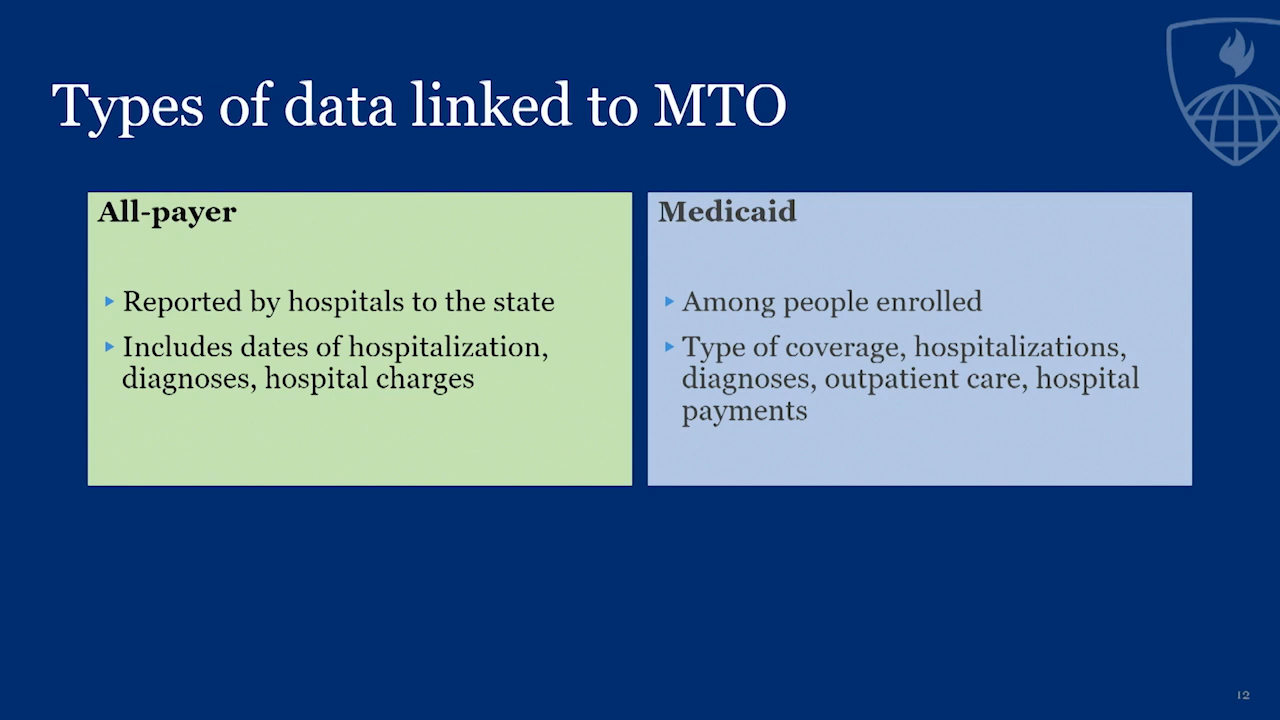 Types of data linked to MTO
All-payer
Reported by hospitals to the state
Includes dates of hospitalization,
diagnoses, hospital charges
Medicaid
Among people enrolled
Type of coverage, hospitalizations,
diagnoses, outpatient care, hospital
payments
12